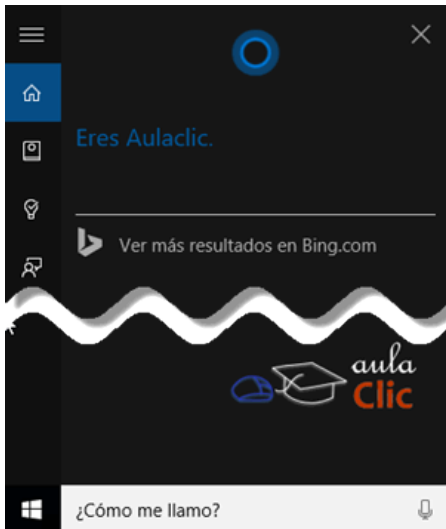 Eres Aulaclic.
Ver más resultados en Bing.com
aula
Clic
¿Cómo me llamo?